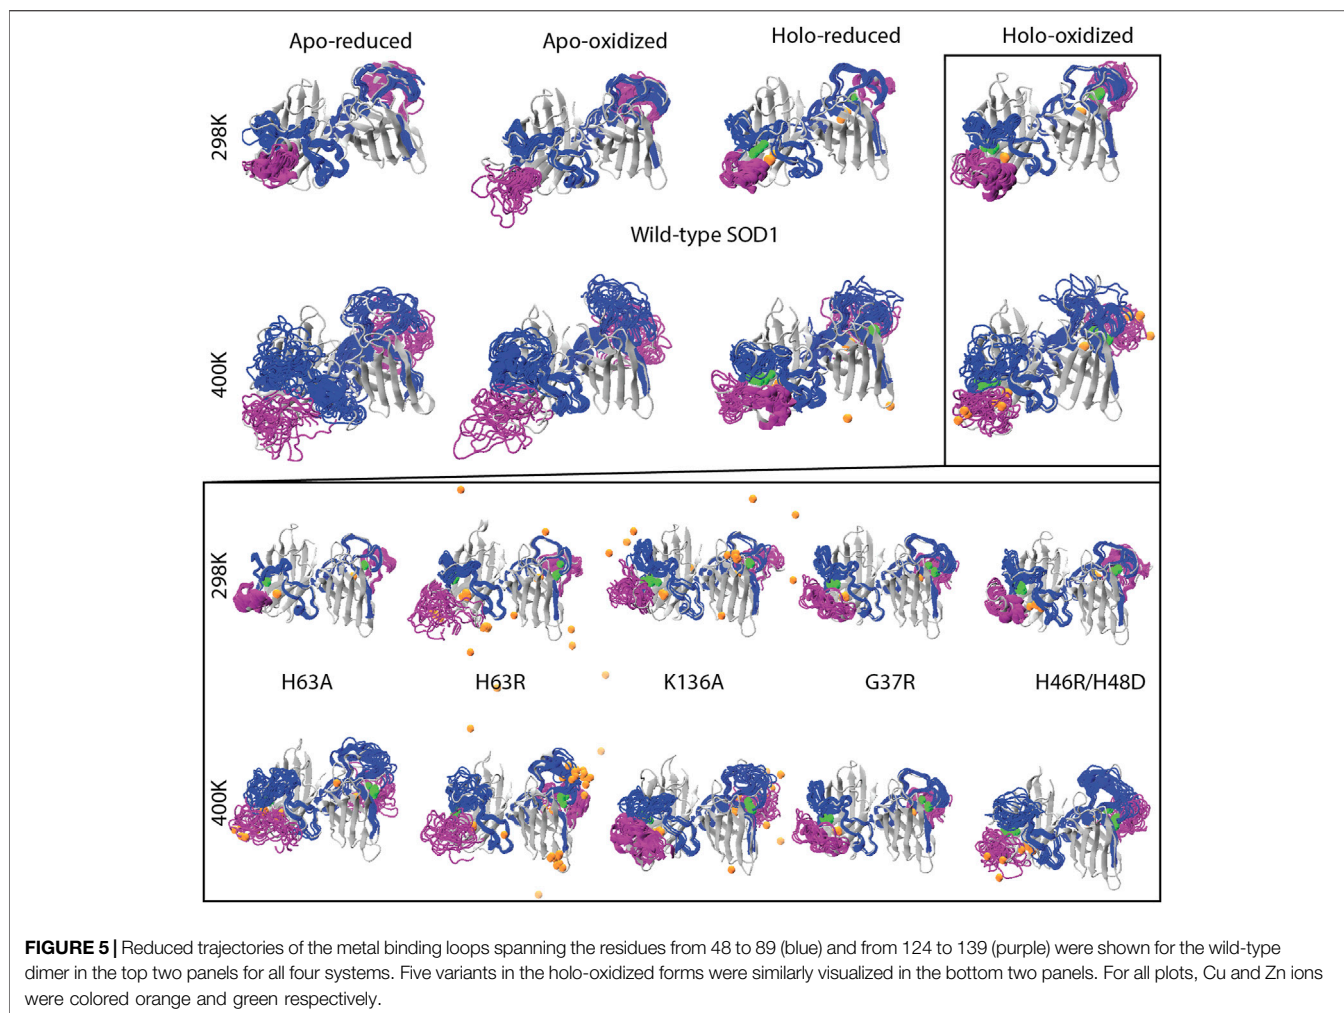 Apo-reduced
Apo-oxidized
Holo-reduced
Holo-oxidized
298K
Wild-type SOD1
400K
298K
H63A
H63R
K136A
G37R
H46R/H48D
400K
FIGURE 5 | Reduced trajectories of the metal binding loops spanning the residues from 48 to 89 (blue) and from 124 to 139 (purple) were shown for the wild-type
dimer in the top two panels for all four systems. Five variants in the holo-oxidized forms were similarly visualized in the bottom two panels. For all plots, Cu and Zn ions
were colored orange and green respectively.